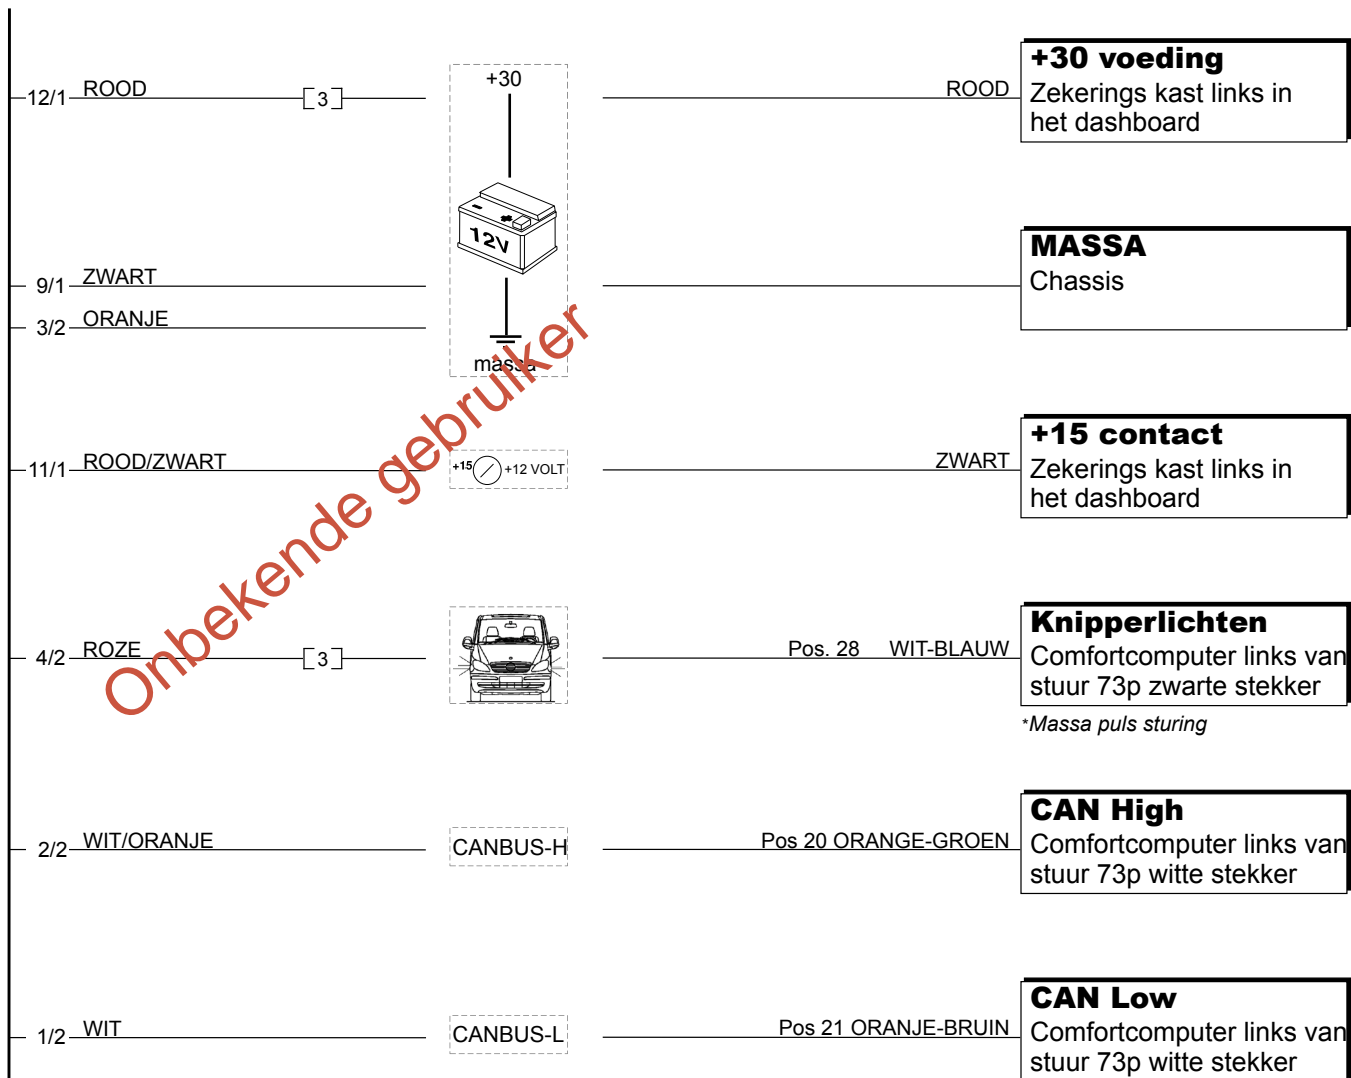 12/1 ROOD [3] +30 ROOD
+30 voeding
Zekerings kast links in
het dashboard
12V
MASSA
Chassis
9/1 ZWART
3/2 ORANJE
massa
Onbekende gebruiker
11/1 ROOD/ZWART +15 +12 VOLT ZWART
+15 contact
Zekerings kast links in
het dashboard
4/2 ROZE [3] Pos. 28 WIT-BLAUW
Knipperlichten
Comfortcomputer links van
stuur 73p zwarte stekker
*Massa puls sturing
2/2 WIT/ORANJE CANBUS-H Pos 20 ORANGE-GROEN
CAN High
Comfortcomputer links van
stuur 73p witte stekker
1/2 WIT CANBUS-L Pos 21 ORANJE-BRUIN
CAN Low
Comfortcomputer links van
stuur 73p witte stekker